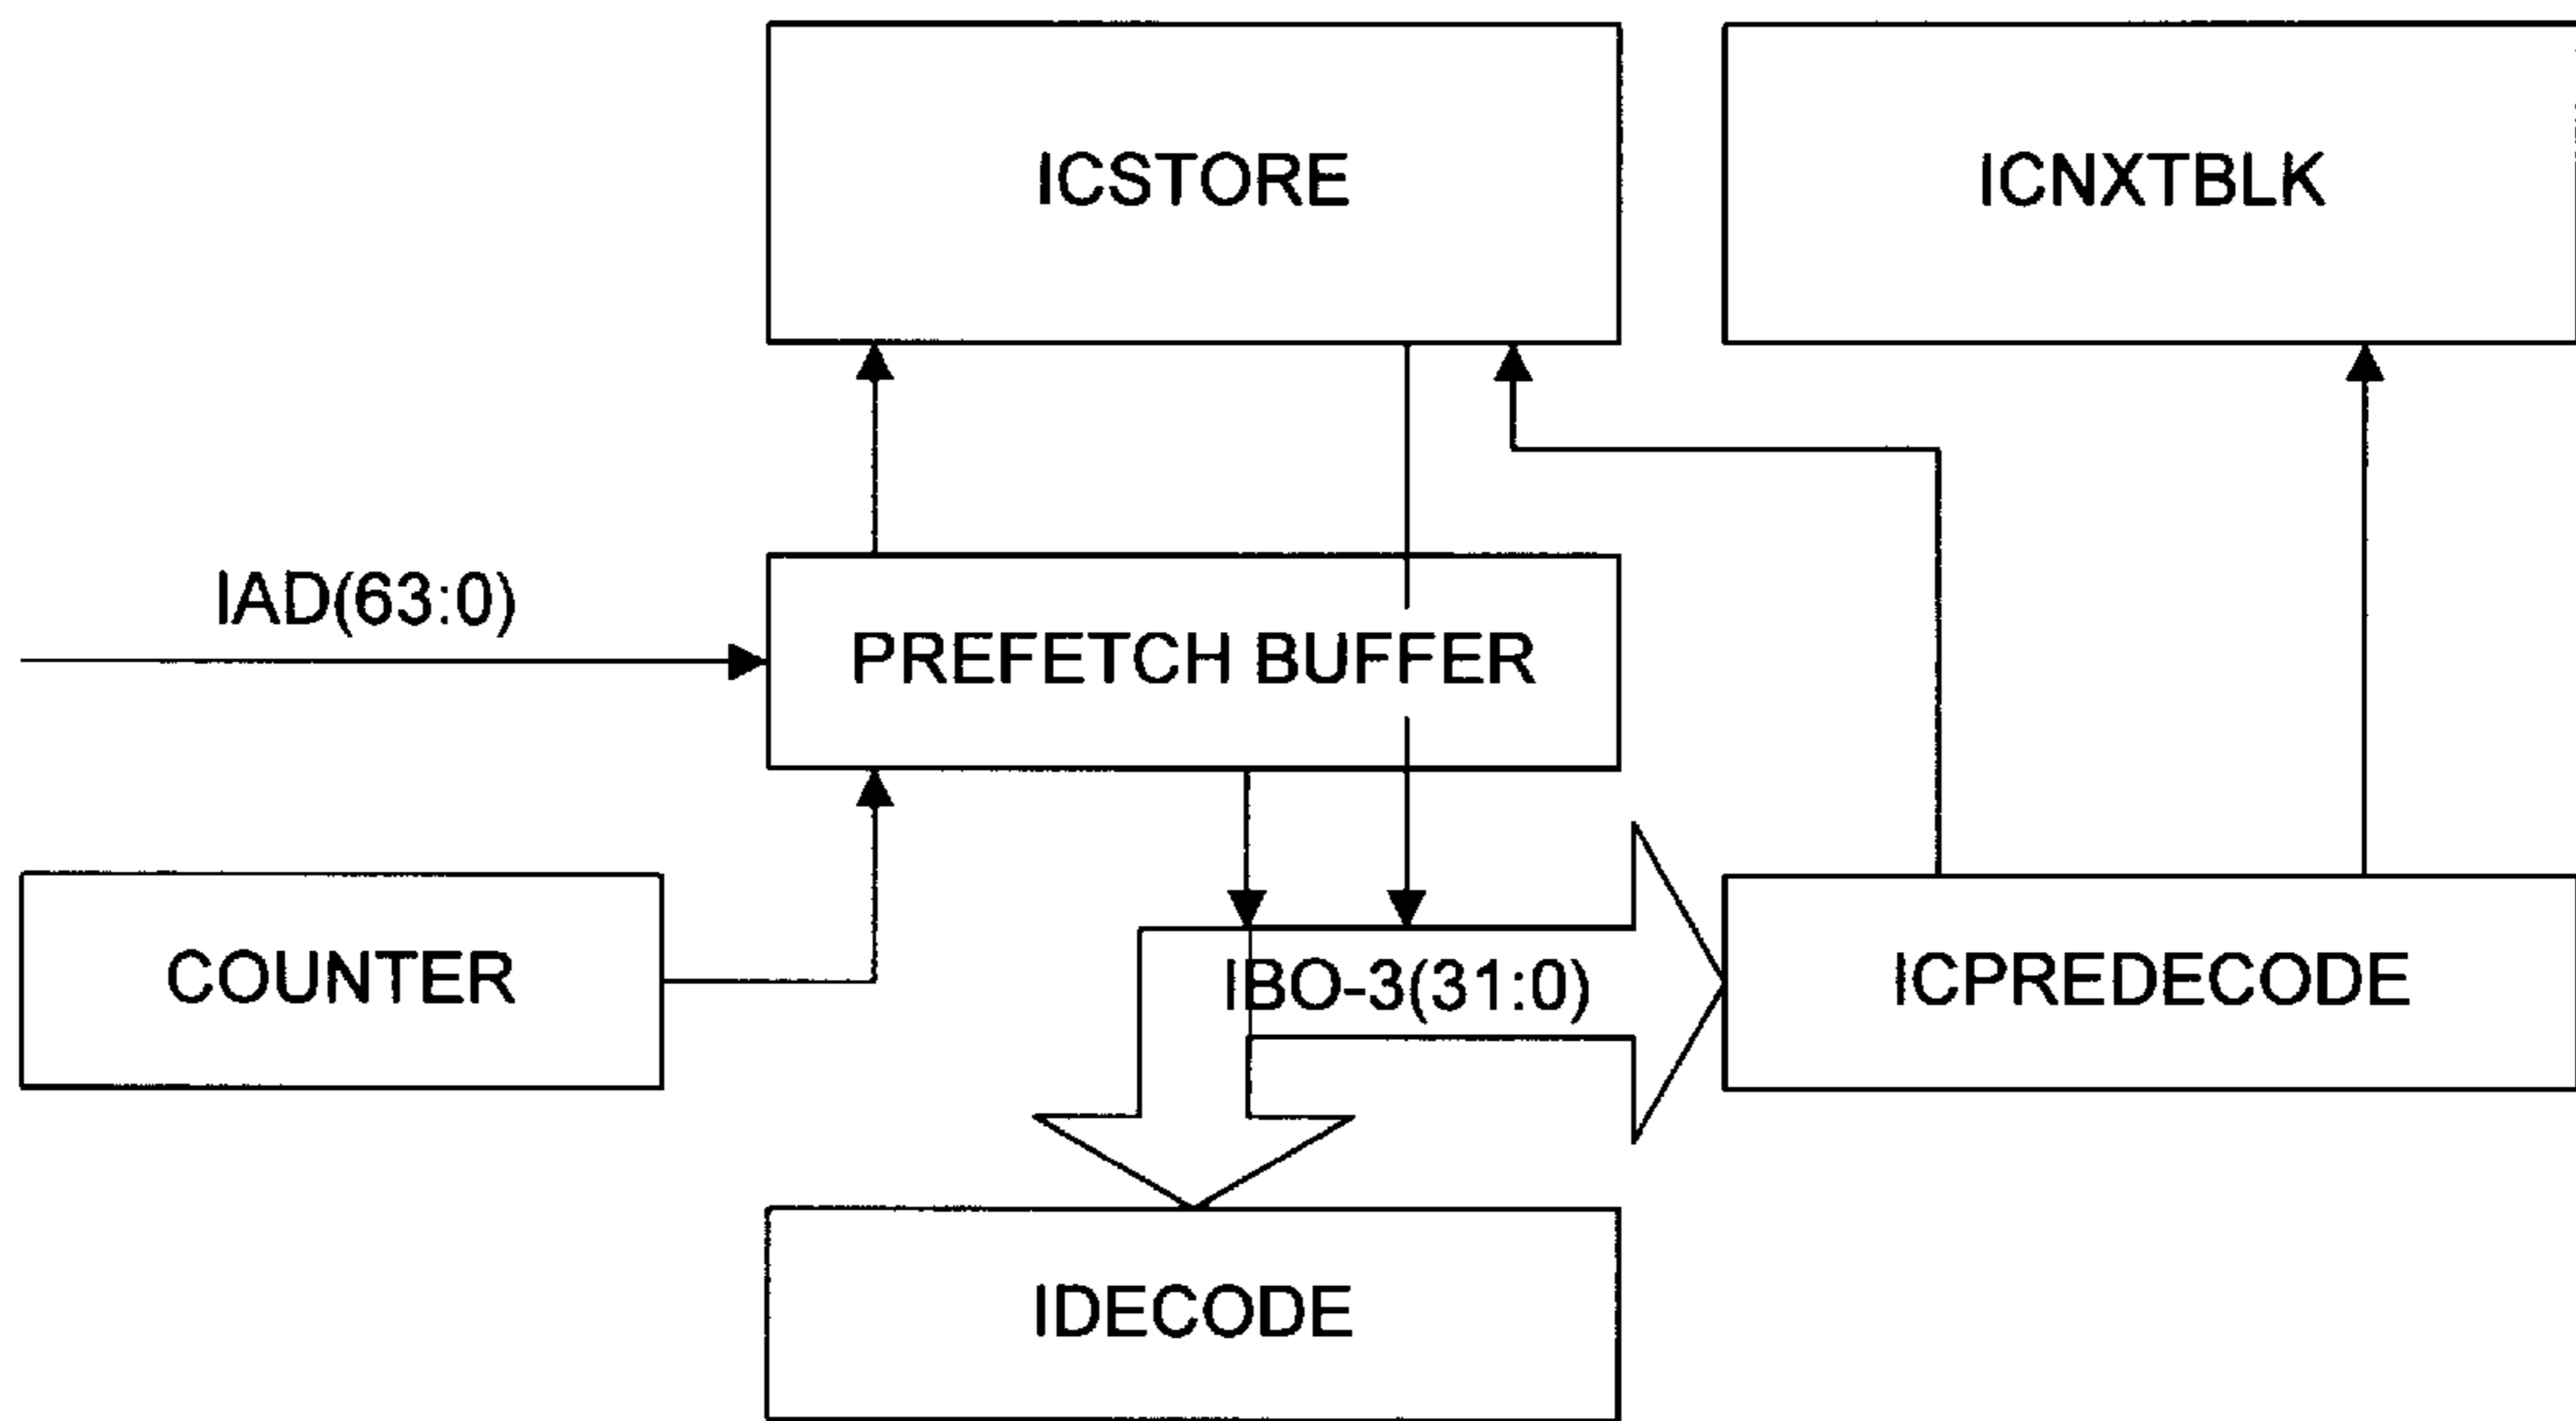 ICSTORE
ICNXTBLK
IAD(63:0)
PREFETCH BUFFER
COUNTER
IBO-3(31:0)
ICPREDECODE
IDECODE